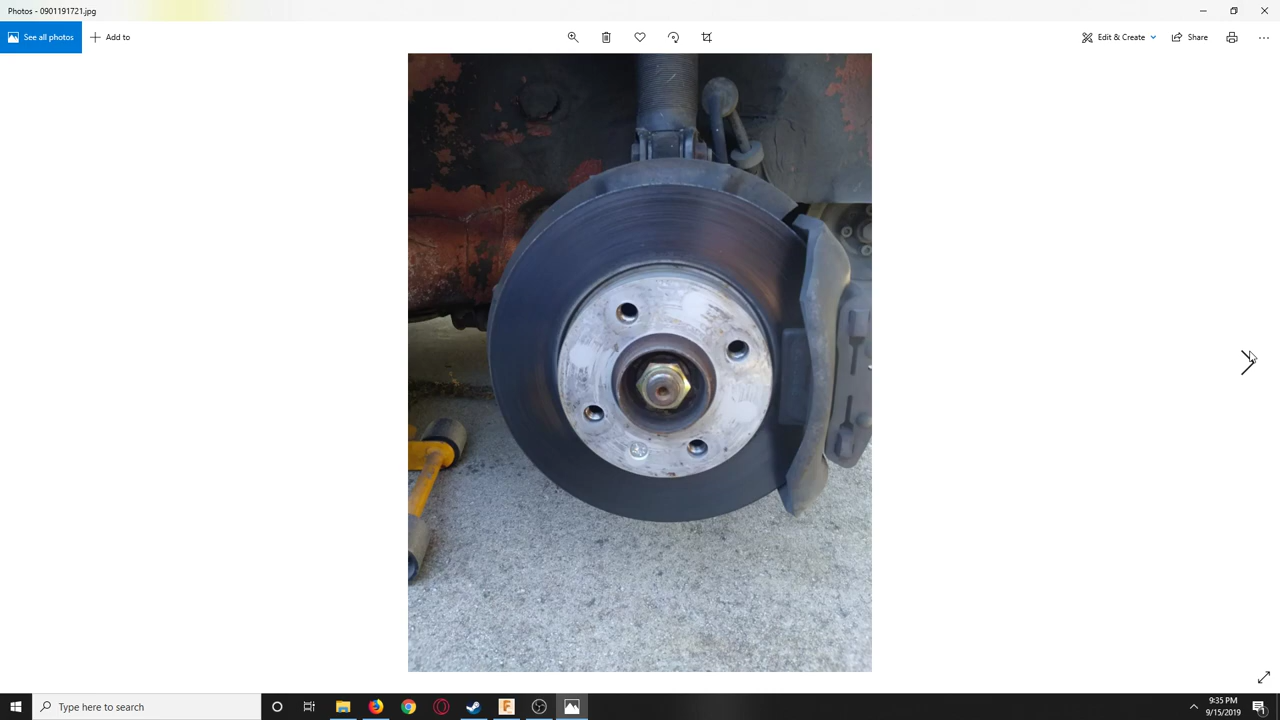 Photos - 0901191721.jpg
See all photos
Add to
Edit & Create
Share
Type here to search
9:35 PM
9/15/2019
1